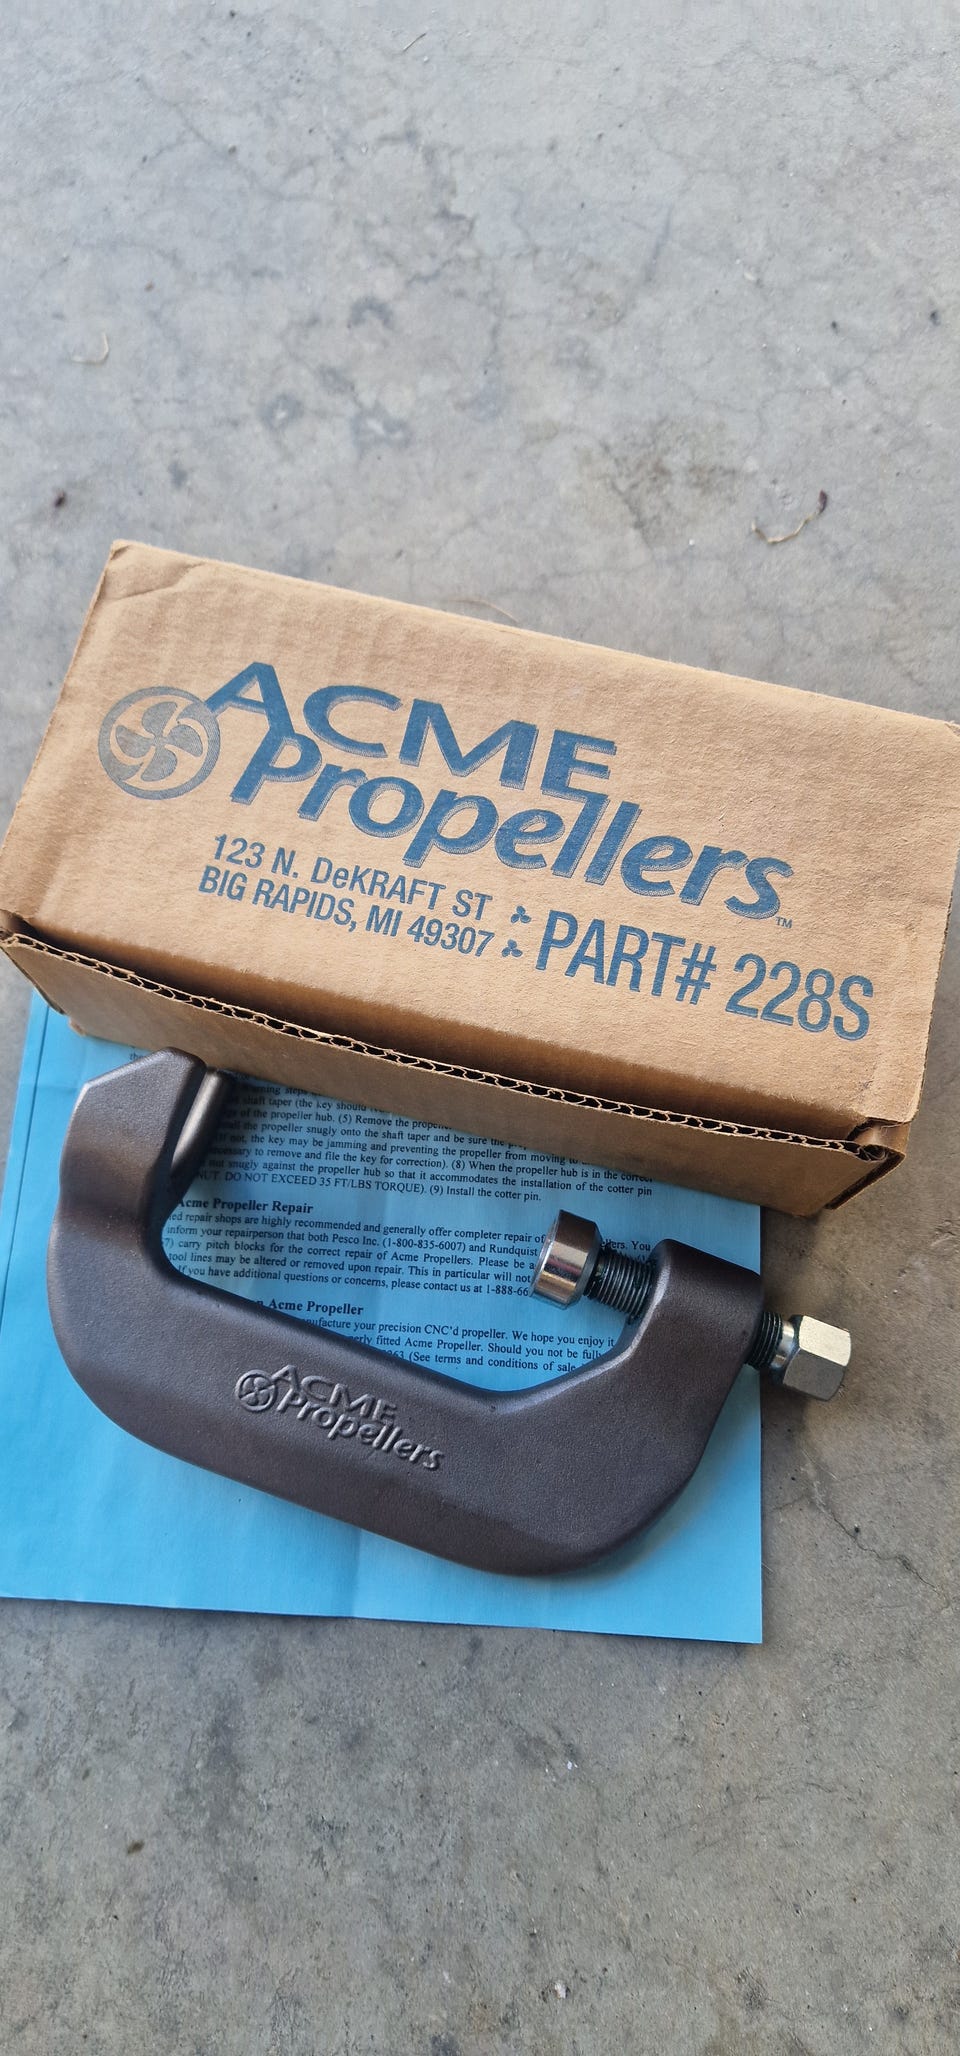 ACME
Propellers™
123 N. DeKRAFT ST
BIG RAPIDS, MI 49307
PART# 228S
shaft taper (the key should
of the propeller hub. (5) Remove the
the propeller snugly onto the shaft taper and be sure the
not, the key may be jamming and preventing the propeller from moving to
to remove and file the key for correction). (8) When the propeller hub is in the correct
nut snugly against the propeller hub so that it accommodates the installation of the cotter pin
NUT. DO NOT EXCEED 35 FT/LBS TORQUE). (9) Install the cotter pin.
Acme Propeller Repair
repair shops are highly recommended and generally offer completer repair of
inform your repairperson that both Pesco Inc. (1-800-835-6007) and Rundquist
carry pitch blocks for the correct repair of Acme Propellers. Please be
tool lines may be altered or removed upon repair. This in particular will not
If you have additional questions or concerns, please contact us at 1-888-66
Acme Propeller
your precision CNC'd propeller. We hope you enjoy it
fitted Acme Propeller. Should you not be
(See terms and conditions of sale
ACME
Propellers